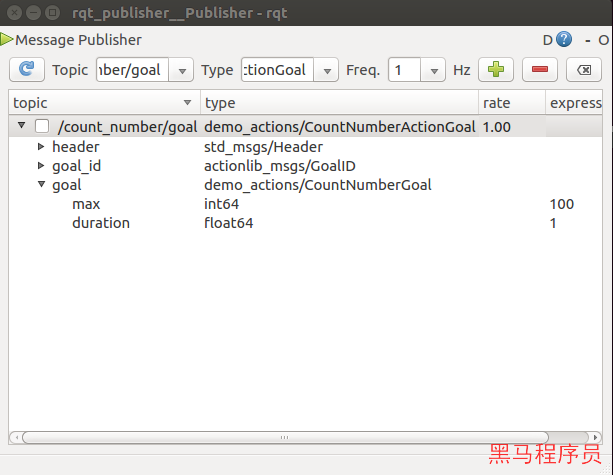 rqt_publisher__Publisher - rqt
Message Publisher D ? - O
Topic nber/goal Type ctionGoal Freq. 1 Hz
topic type rate express
/count_number/goal demo_actions/CountNumberActionGoal 1.00
header std_msgs/Header
goal_id actionlib_msgs/GoalID
goal demo_actions/CountNumberGoal
max int64 100
duration float64 1
黑马程序员